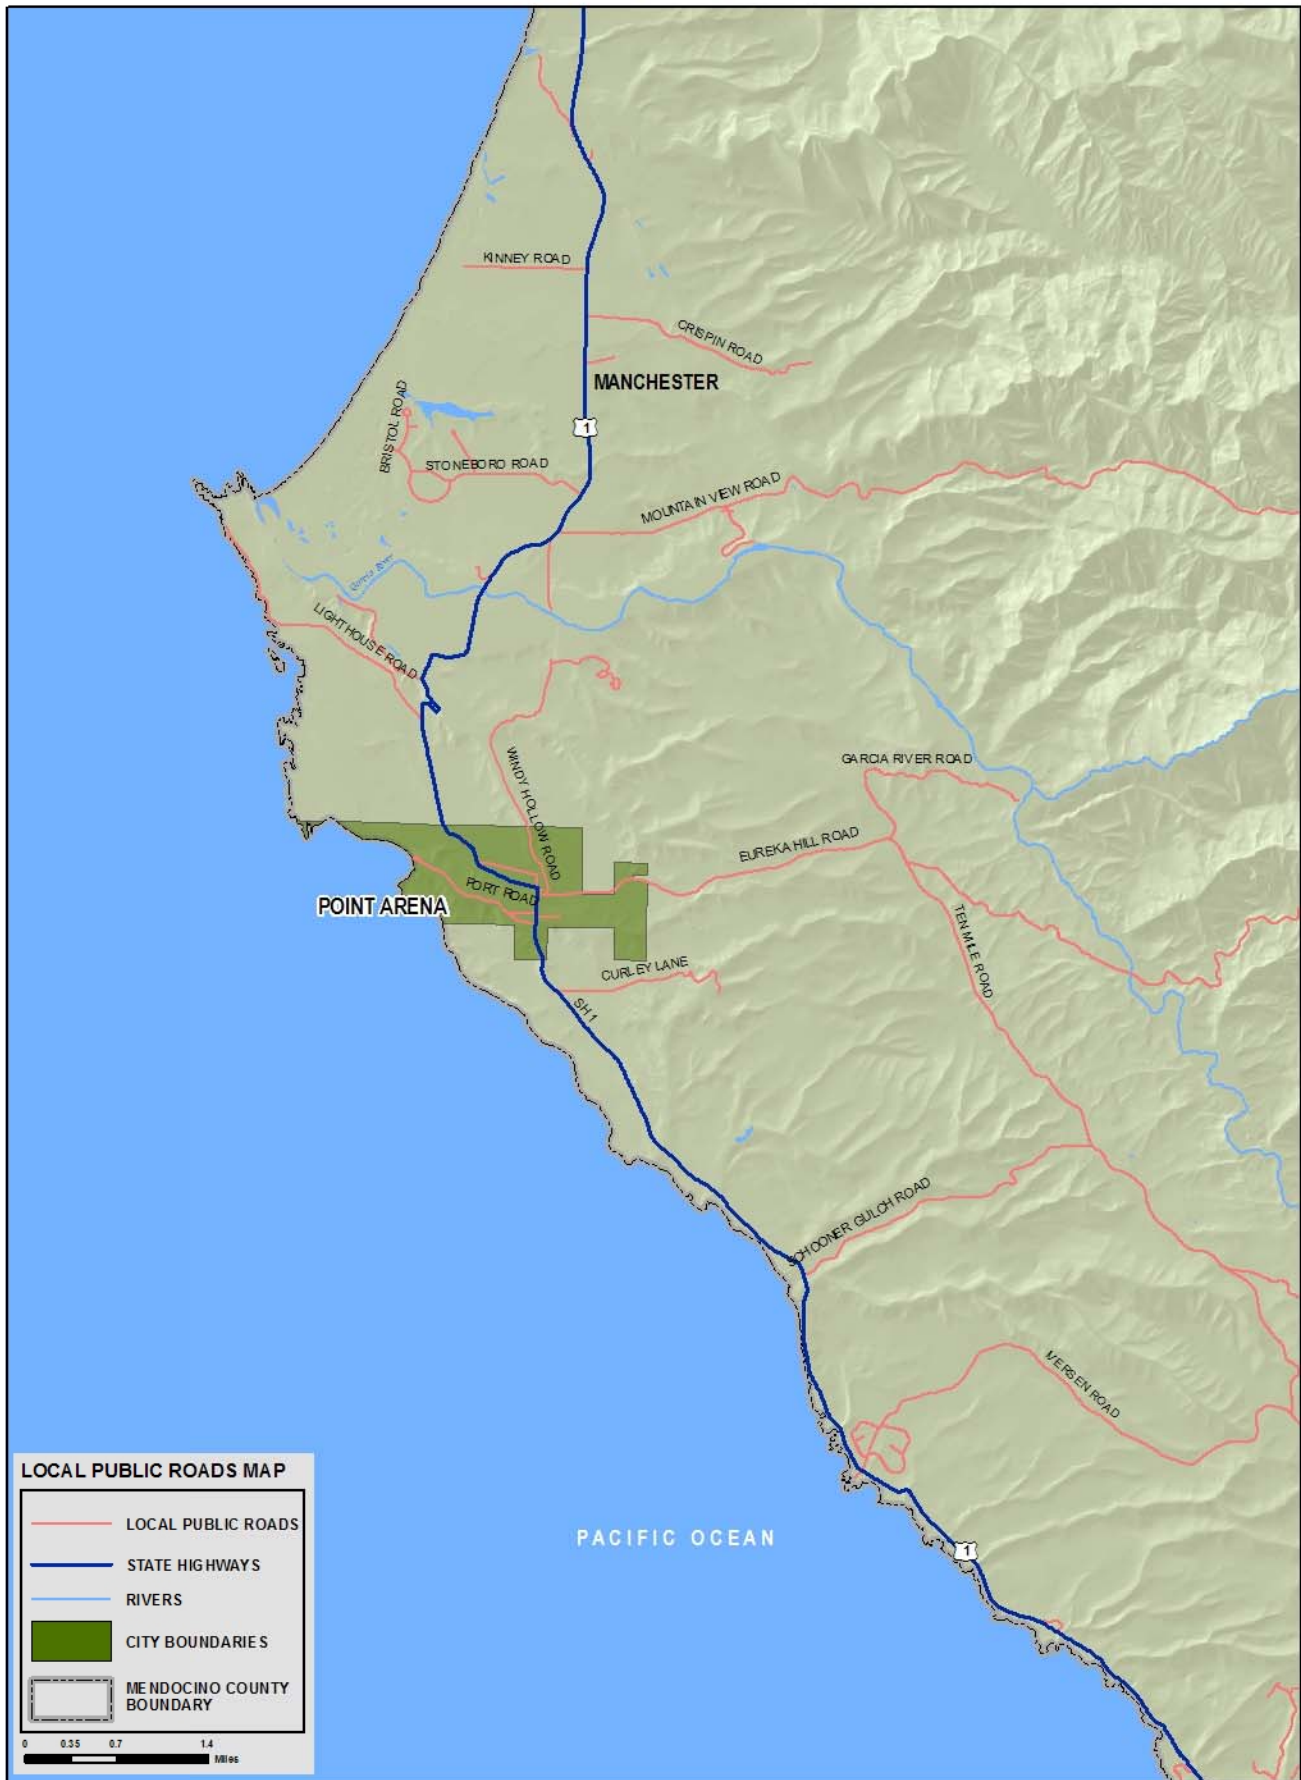 KINNEY ROAD
CRISPIN ROAD
MANCHESTER
BRISTOL ROAD
1
STONEBORO ROAD
MOUNTAIN VIEW ROAD
Garcia River
LIGHTHOUSE ROAD
WINDY HOLLOW ROAD
GARCIA RIVER ROAD
EUREKA HILL ROAD
PORT ROAD
POINT ARENA
TEN MILE ROAD
CURLEY LANE
SH 1
SCHOONER GULCH ROAD
IVERSEN ROAD
PACIFIC OCEAN
1
LOCAL PUBLIC ROADS MAP
LOCAL PUBLIC ROADS
STATE HIGHWAYS
RIVERS
CITY BOUNDARIES
MENDOCINO COUNTY
BOUNDARY
0 0.35 0.7 1.4
Miles